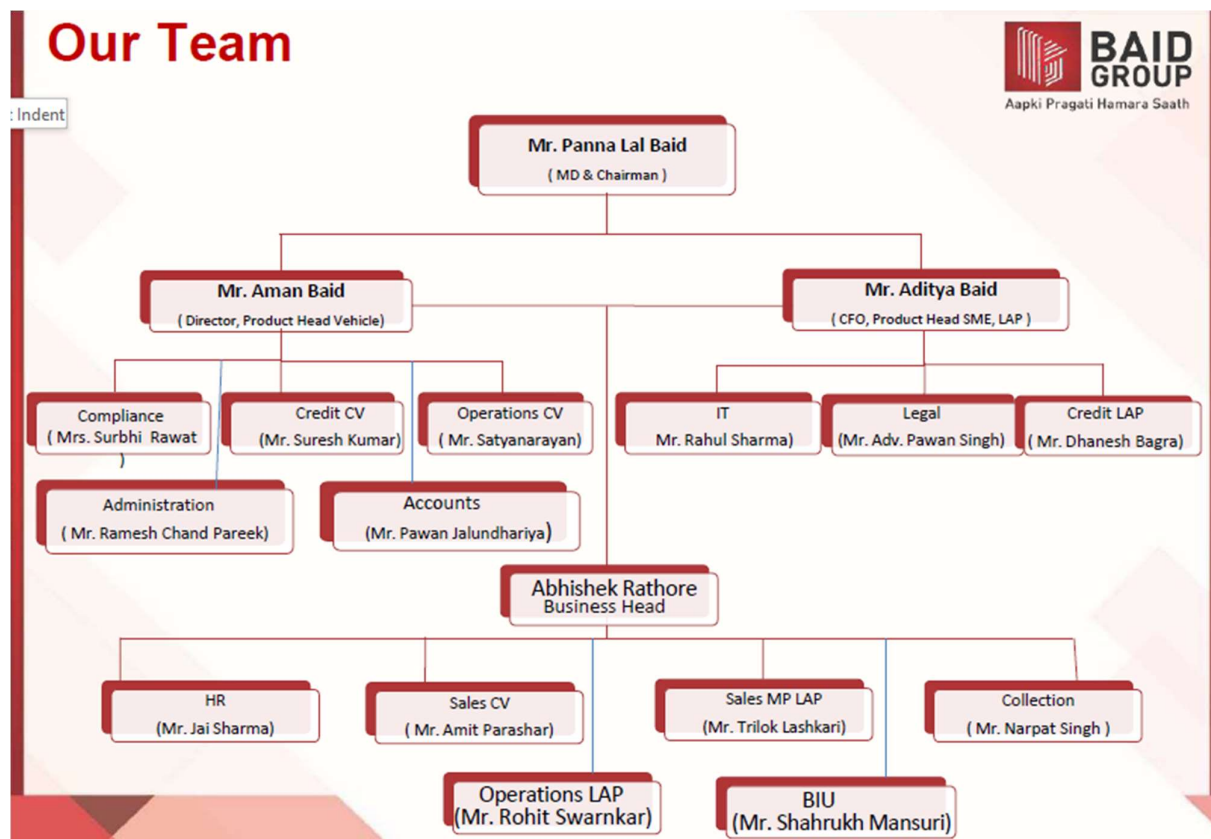 Our Team
BAID
GROUP
Aapki Pragati Hamara Saath
t Indent
Mr. Panna Lal Baid
( MD & Chairman )
Mr. Aman Baid
( Director, Product Head Vehicle)
Mr. Aditya Baid
( CFO, Product Head SME, LAP )
Compliance
( Mrs. Surbhi Rawat
)
Credit CV
(Mr. Suresh Kumar)
Operations CV
( Mr. Satyanarayan)
IT
Mr. Rahul Sharma)
Legal
(Mr. Adv. Pawan Singh)
Credit LAP
( Mr. Dhanesh Bagra)
Administration
( Mr. Ramesh Chand Pareek)
Accounts
(Mr. Pawan Jalundhariya)
Abhishek Rathore
Business Head
HR
(Mr. Jai Sharma)
Sales CV
( Mr. Amit Parashar)
Sales MP LAP
(Mr. Trilok Lashkari)
Collection
( Mr. Narpat Singh )
Operations LAP
(Mr. Rohit Swarnkar)
BIU
(Mr. Shahrukh Mansuri)